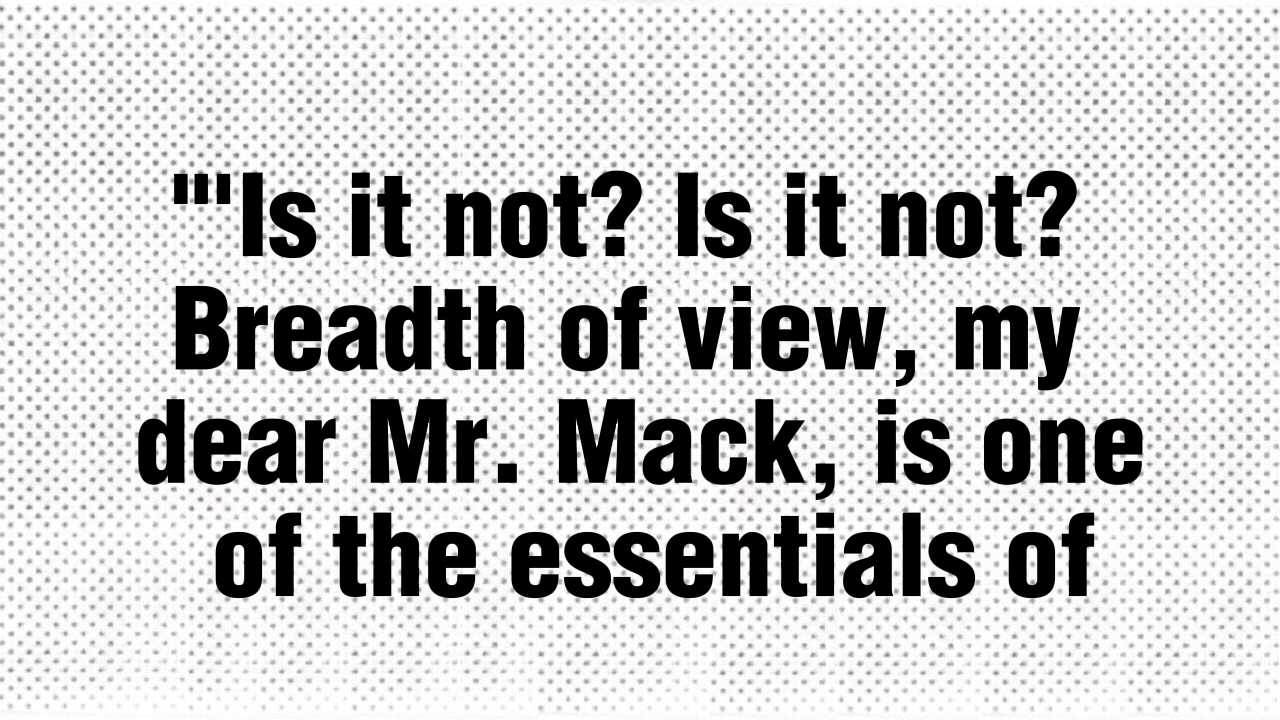 "''Is it not? Is it not?
Breadth of view, my
dear Mr. Mack, is one
of the essentials of